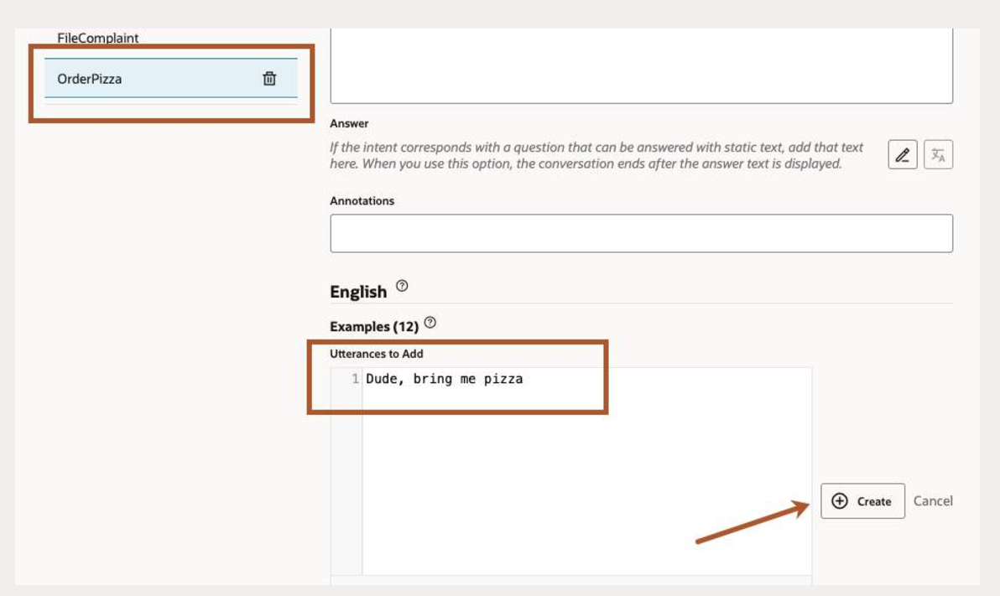 FileComplaint
OrderPizza
Answer
If the intent corresponds with a question that can be answered with static text, add that text
here. When you use this option, the conversation ends after the answer text is displayed.
Annotations
English
Examples (12)
Utterances to Add
1 Dude, bring me pizza
Create
Cancel